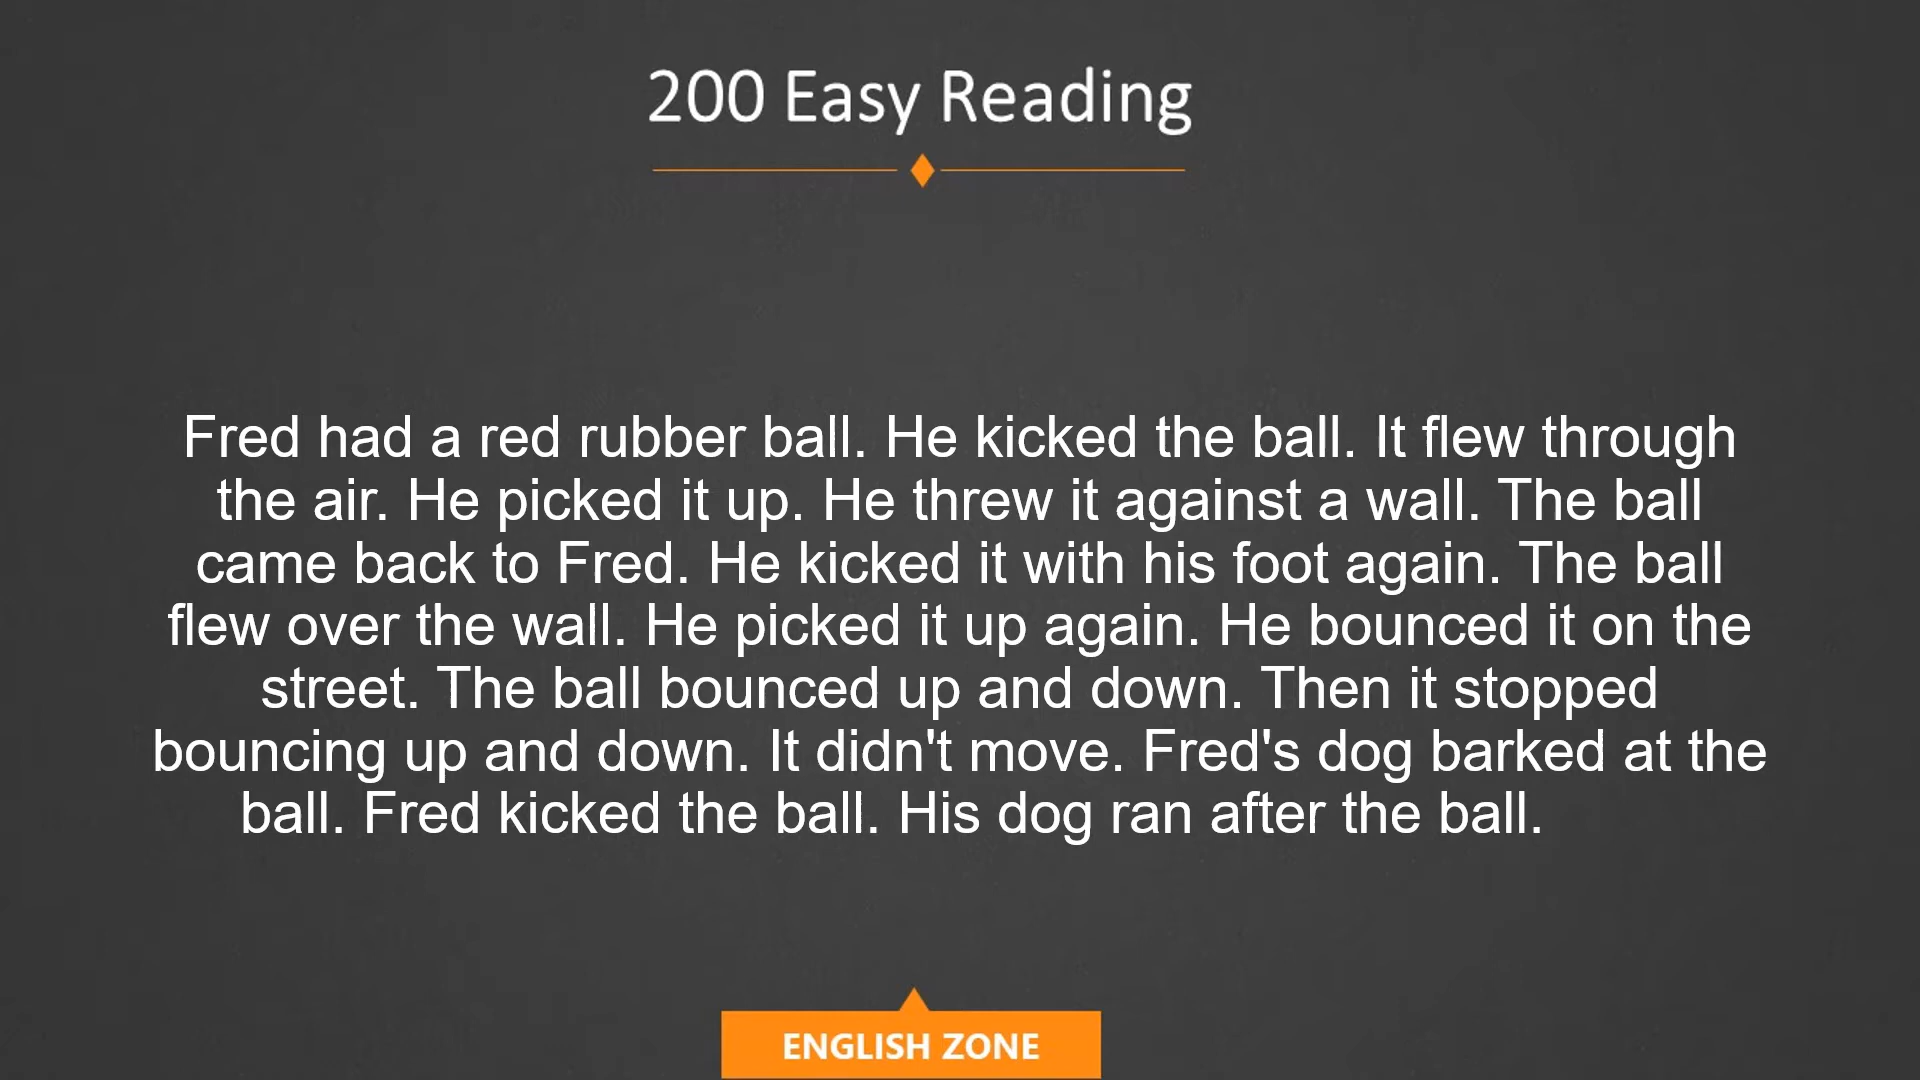 200 Easy Reading
Fred had a red rubber ball. He kicked the ball. It flew through
the air. He picked it up. He threw it against a wall. The ball
came back to Fred. He kicked it with his foot again. The ball
flew over the wall. He picked it up again. He bounced it on the
street. The ball bounced up and down. Then it stopped
bouncing up and down. It didn't move. Fred's dog barked at the
ball. Fred kicked the ball. His dog ran after the ball.
ENGLISH ZONE